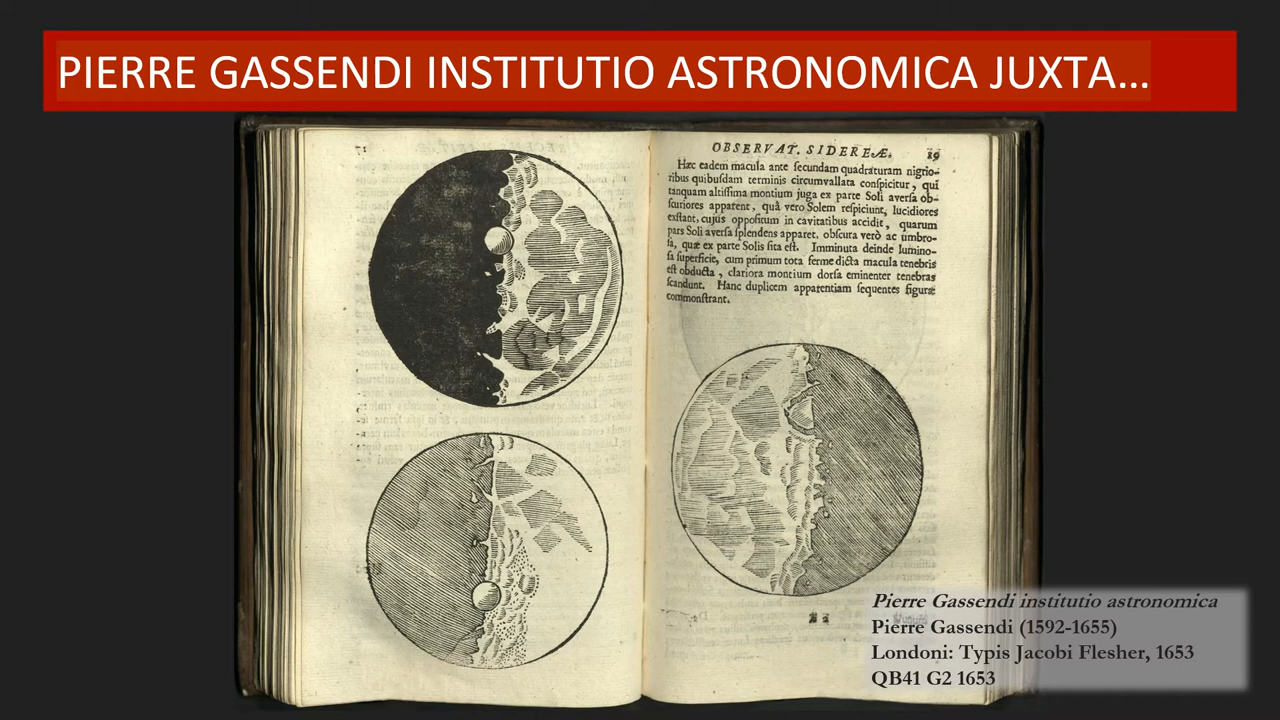 PIERRE GASSENDI INSTITUTIO ASTRONOMICA JUXTA...
OBSERVAT. SIDEREÆ. 19
Hæc eadem macula ante secundam quadraturam nigrio-
ribus quibusdam terminis circumvallata conspicitur, qui
tanquam altissima montium juga ex parte Soli aversa ob-
scuriores apparent, quà vero Solem respiciunt, lucidiores
exstant, cujus oppositum in cavitatibus accidit, quarum
pars Soli aversa splendens apparet, obscura verò ac umbro-
sa, quæ ex parte Solis sita est. Imminuta deinde lumino-
sa superficie, cum primum tota ferme dicta macula tenebris
est obducta, clariora montium dorsa eminenter tenebras
scandunt. Hanc duplicem apparentiam sequentes figuræ
commonstrant.
Pierre Gassendi institutio astronomica
Pierre Gassendi (1592-1655)
Londoni: Typis Jacobi Flesher, 1653
QB41 G2 1653